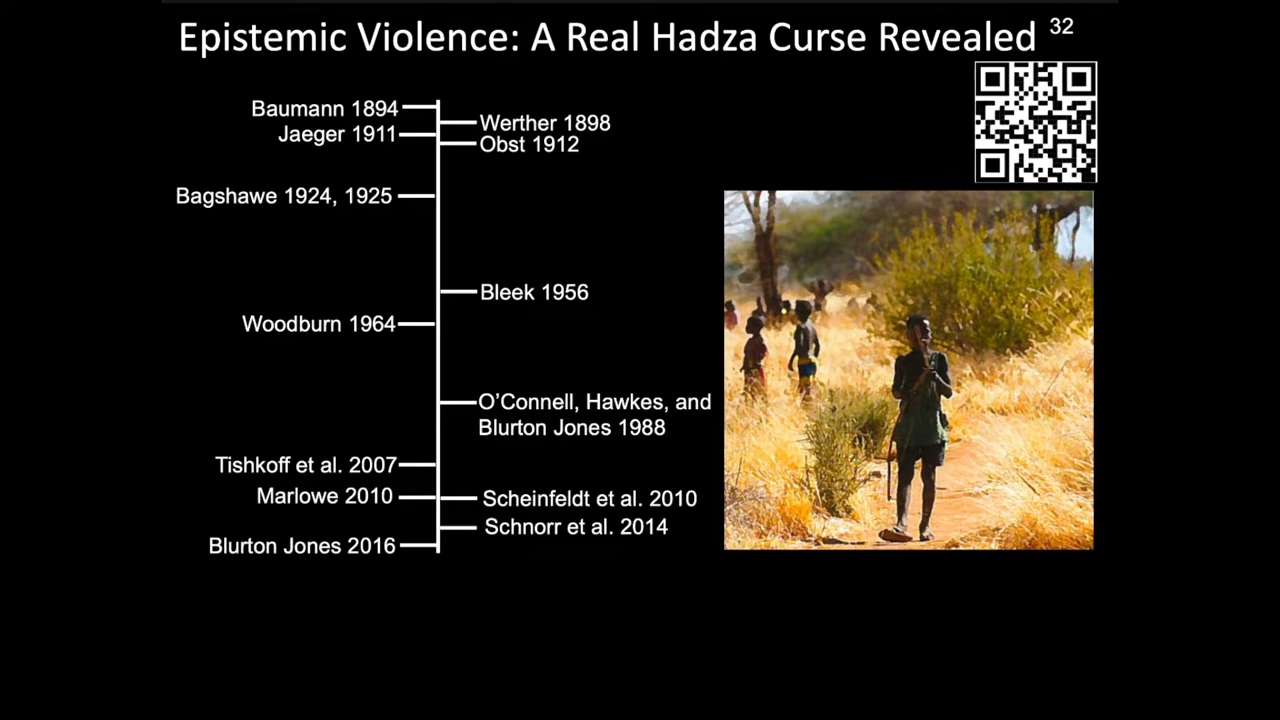 Epistemic Violence: A Real Hadza Curse Revealed 32
Baumann 1894
Werther 1898
Jaeger 1911
Obst 1912
Bagshawe 1924, 1925
Bleek 1956
Woodburn 1964
O’Connell, Hawkes, and
Blurton Jones 1988
Tishkoff et al. 2007
Marlowe 2010
Scheinfeldt et al. 2010
Schnorr et al. 2014
Blurton Jones 2016